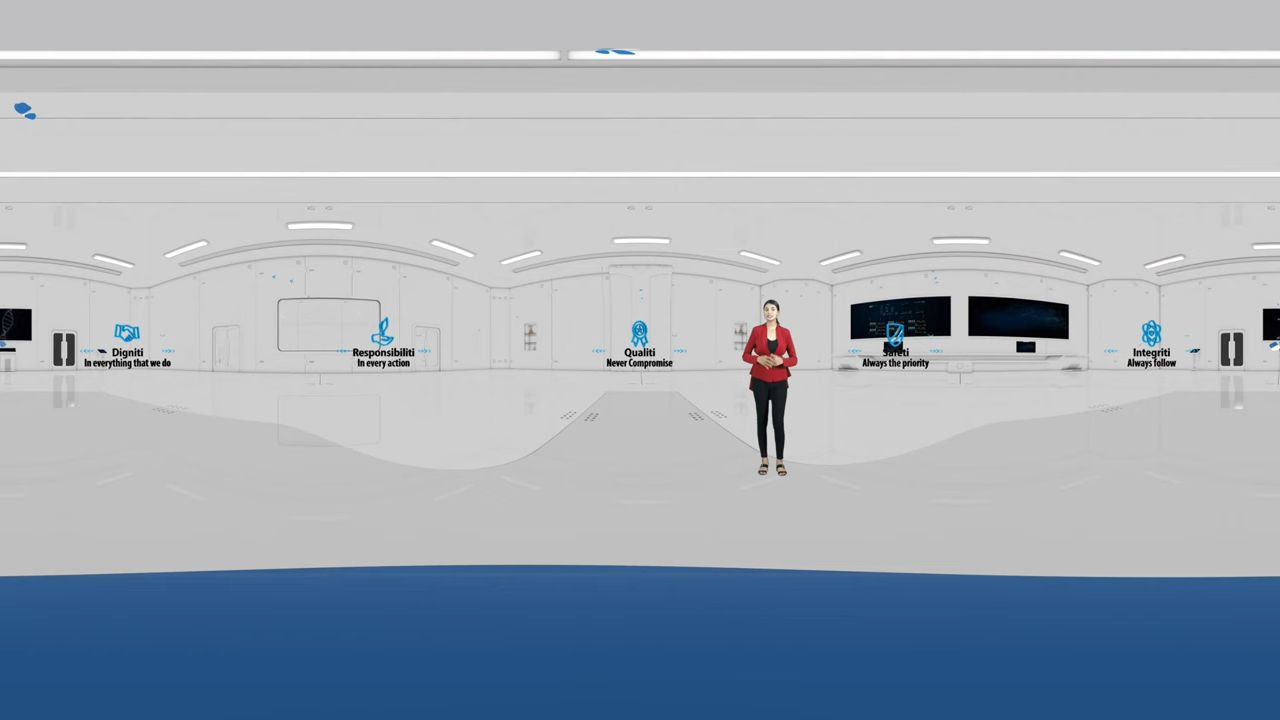 Digniti
In everything that we do
Responsibiliti
In every action
Qualiti
Never Compromise
Safeti
Always the priority
Integriti
Always follow